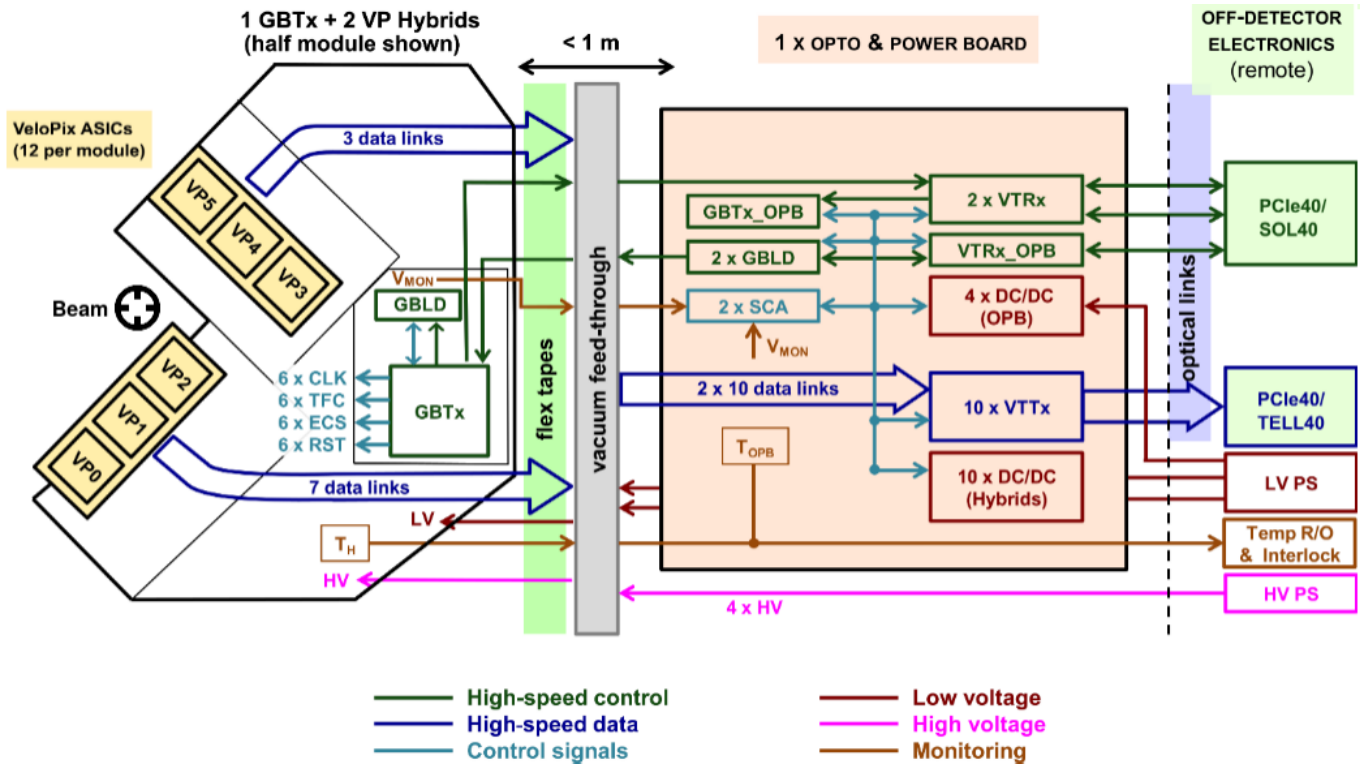 1 GBTx + 2 VP Hybrids
(half module shown)
< 1 m
1 x OPTO & POWER BOARD
OFF-DETECTOR
ELECTRONICS
(remote)
VeloPix ASICs
(12 per module)
3 data links
VP5
VP4
VP3
Beam
VP2
VP1
VP0
V_MON
GBLD
GBTx
6 x CLK
6 x TFC
6 x ECS
6 x RST
7 data links
LV
T_H
HV
flex tapes
vacuum feed-through
GBTx_OPB
2 x GBLD
2 x SCA
V_MON
2 x 10 data links
T_OPB
2 x VTRx
VTRx_OPB
4 x DC/DC
(OPB)
10 x VTTx
10 x DC/DC
(Hybrids)
4 x HV
optical links
PCIe40/
SOL40
PCIe40/
TELL40
LV PS
Temp R/O
& Interlock
HV PS
High-speed control
High-speed data
Control signals
Low voltage
High voltage
Monitoring